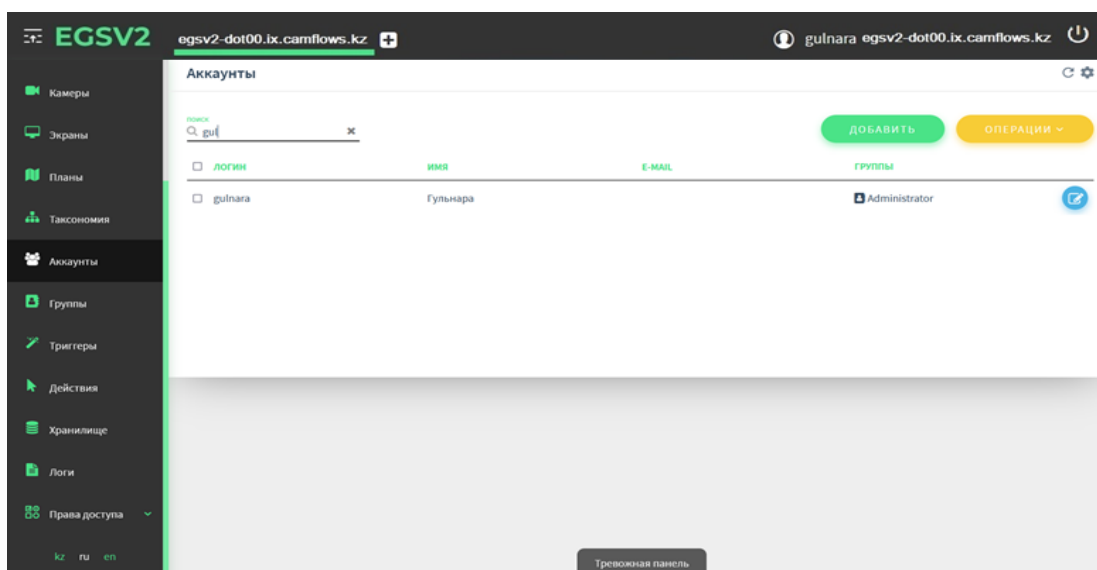 EGSV2
egsv2-dot00.ix.camflows.kz
gulnara egsv2-dot00.ix.camflows.kz
Камеры
Экраны
Планы
Таксономия
Аккаунты
Группы
Триггеры
Действия
Хранилище
Логи
Права доступа
kz ru en
Аккаунты
ПОИСК
gul
ДОБАВИТЬ
ОПЕРАЦИИ
ЛОГИН ИМЯ E-MAIL ГРУППЫ
gulnara Гульнара Administrator
Тревожная панель